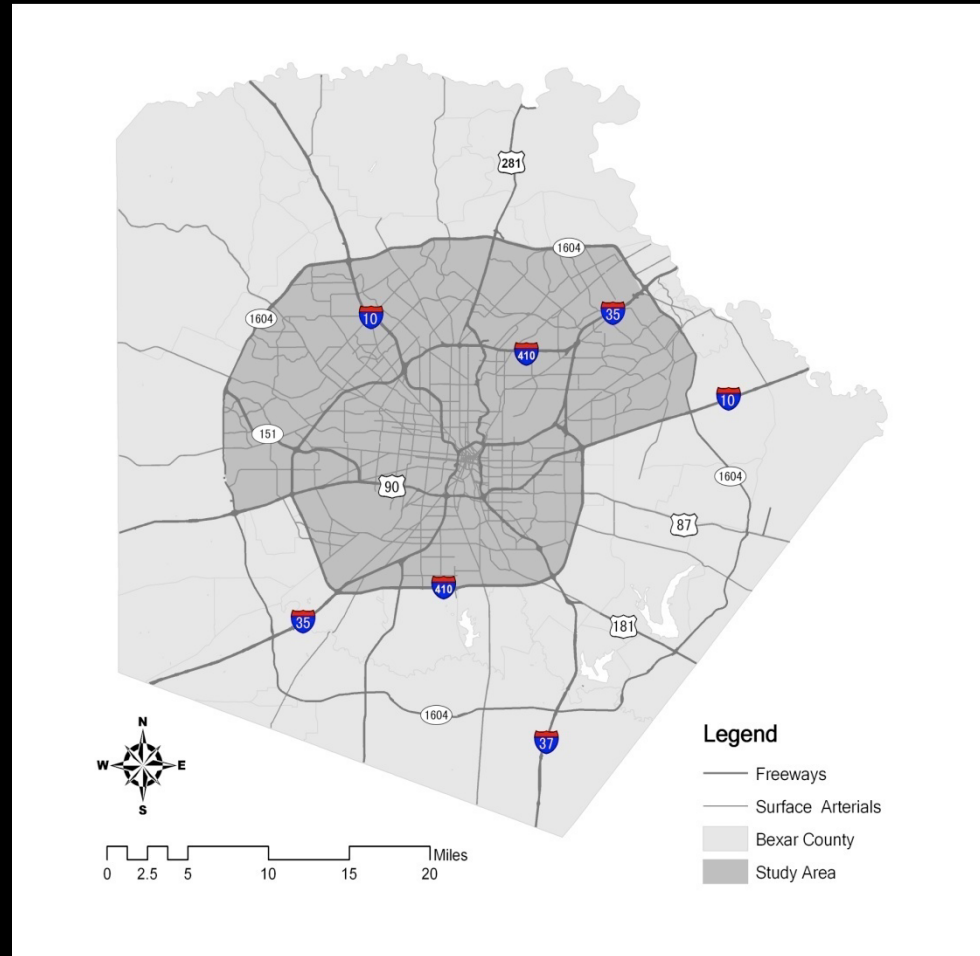 281
1604
1604
10
35
410
10
151
1604
90
87
410
35
181
1604
37
N
W E
S
Miles
0 2.5 5 10 15 20
Legend
Freeways
Surface Arterials
Bexar County
Study Area